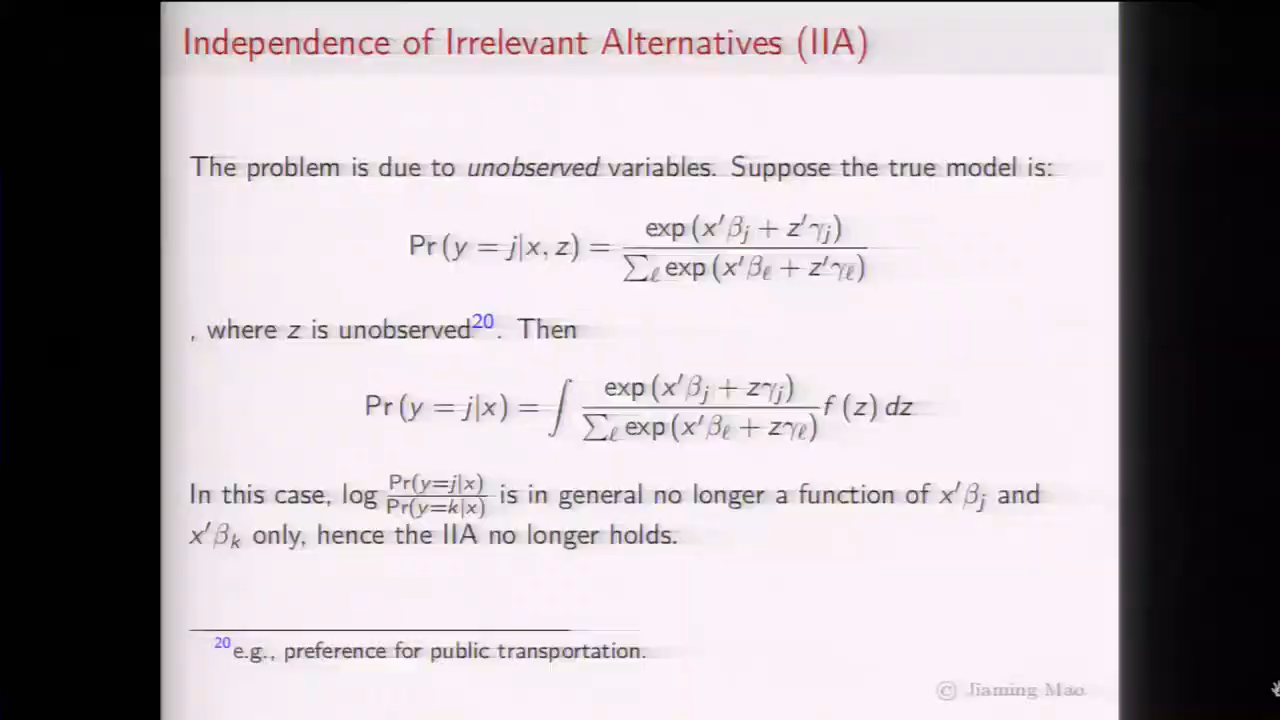 Independence of Irrelevant Alternatives (IIA)
The problem is due to unobserved variables. Suppose the true model is:
Pr (y = j|x, z) = exp (x′βj + z′γj) / ∑ℓ exp (x′βℓ + z′γℓ)
, where z is unobserved20. Then
Pr (y = j|x) = ∫ exp (x′βj + zγj) / ∑ℓ exp (x′βℓ + zγℓ) f (z) dz
In this case, log Pr(y=j|x) / Pr(y=k|x) is in general no longer a function of x′βj and
x′βk only, hence the IIA no longer holds.
20e.g., preference for public transportation.
© Jiaming Mao